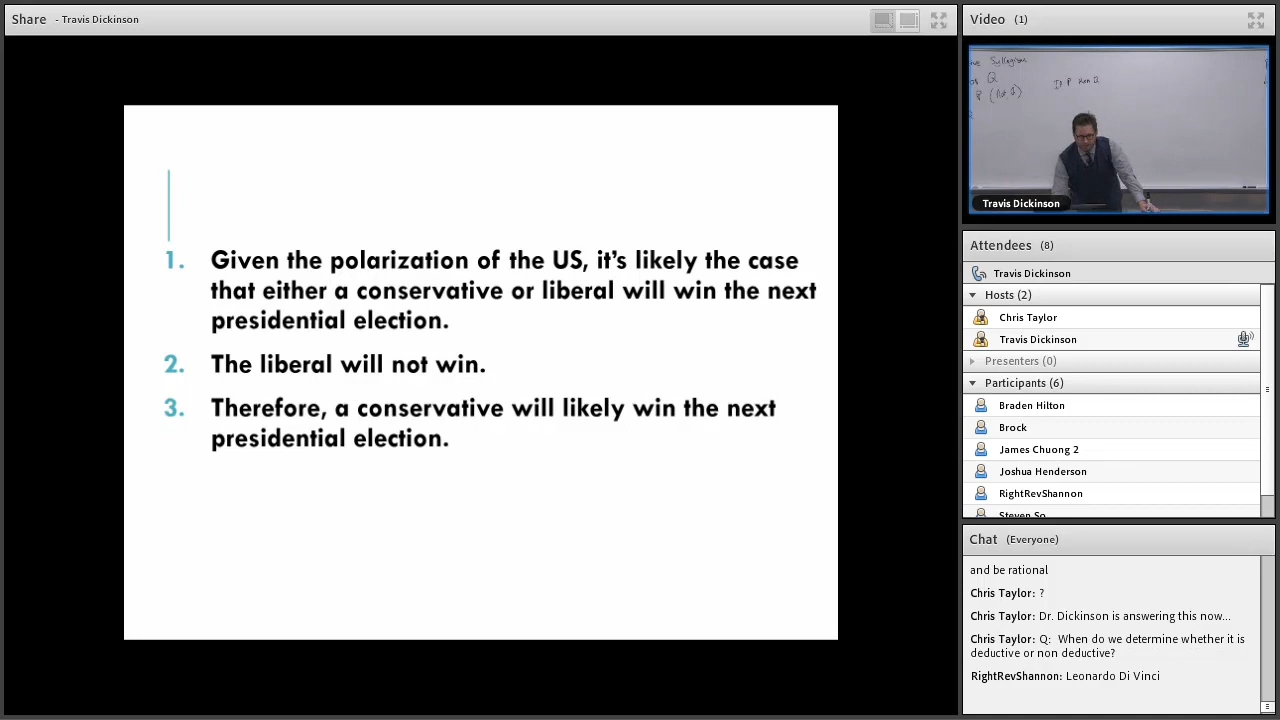 Share - Travis Dickinson
1. Given the polarization of the US, it's likely the case
that either a conservative or liberal will win the next
presidential election.
2. The liberal will not win.
3. Therefore, a conservative will likely win the next
presidential election.
Video (1)
Syllogism
Q
P
If P then Q
Travis Dickinson
Attendees (8)
Travis Dickinson
Hosts (2)
Chris Taylor
Travis Dickinson
Presenters (0)
Participants (6)
Braden Hilton
Brock
James Chuong 2
Joshua Henderson
RightRevShannon
Steven So
Chat (Everyone)
and be rational
Chris Taylor: ?
Chris Taylor: Dr. Dickinson is answering this now...
Chris Taylor: Q: When do we determine whether it is
deductive or non deductive?
RightRevShannon: Leonardo Di Vinci